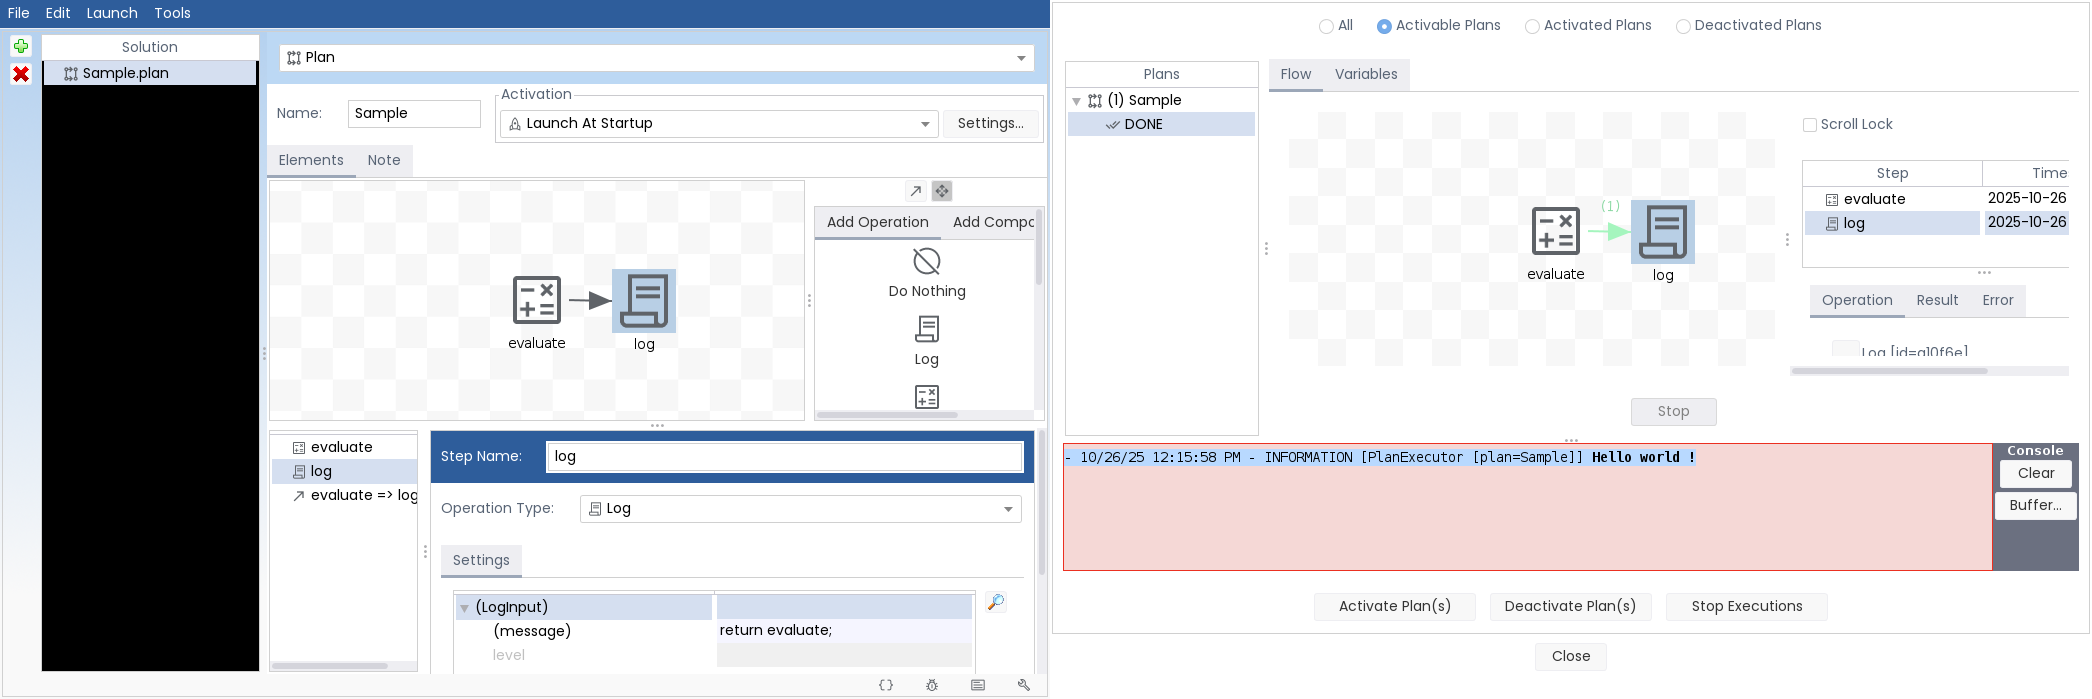 File Edit Launch Tools
Solution
Sample.plan
Plan
Name: Sample
Activation
Launch At Startup
Settings...
Elements Note
evaluate
log
Add Operation Add Compo
Do Nothing
Log
evaluate
log
evaluate => log
Step Name: log
Operation Type: Log
Settings
(LogInput)
(message) return evaluate;
level
All Activable Plans Activated Plans Deactivated Plans
Plans
(1) Sample
DONE
Flow Variables
(1)
evaluate
log
Scroll Lock
Step Time
evaluate 2025-10-26
log 2025-10-26
Operation Result Error
Log [id=g10f6e]
Stop
- 10/26/25 12:15:58 PM - INFORMATION [PlanExecutor [plan=Sample]] Hello world !
Console
Clear
Buffer...
Activate Plan(s) Deactivate Plan(s) Stop Executions
Close